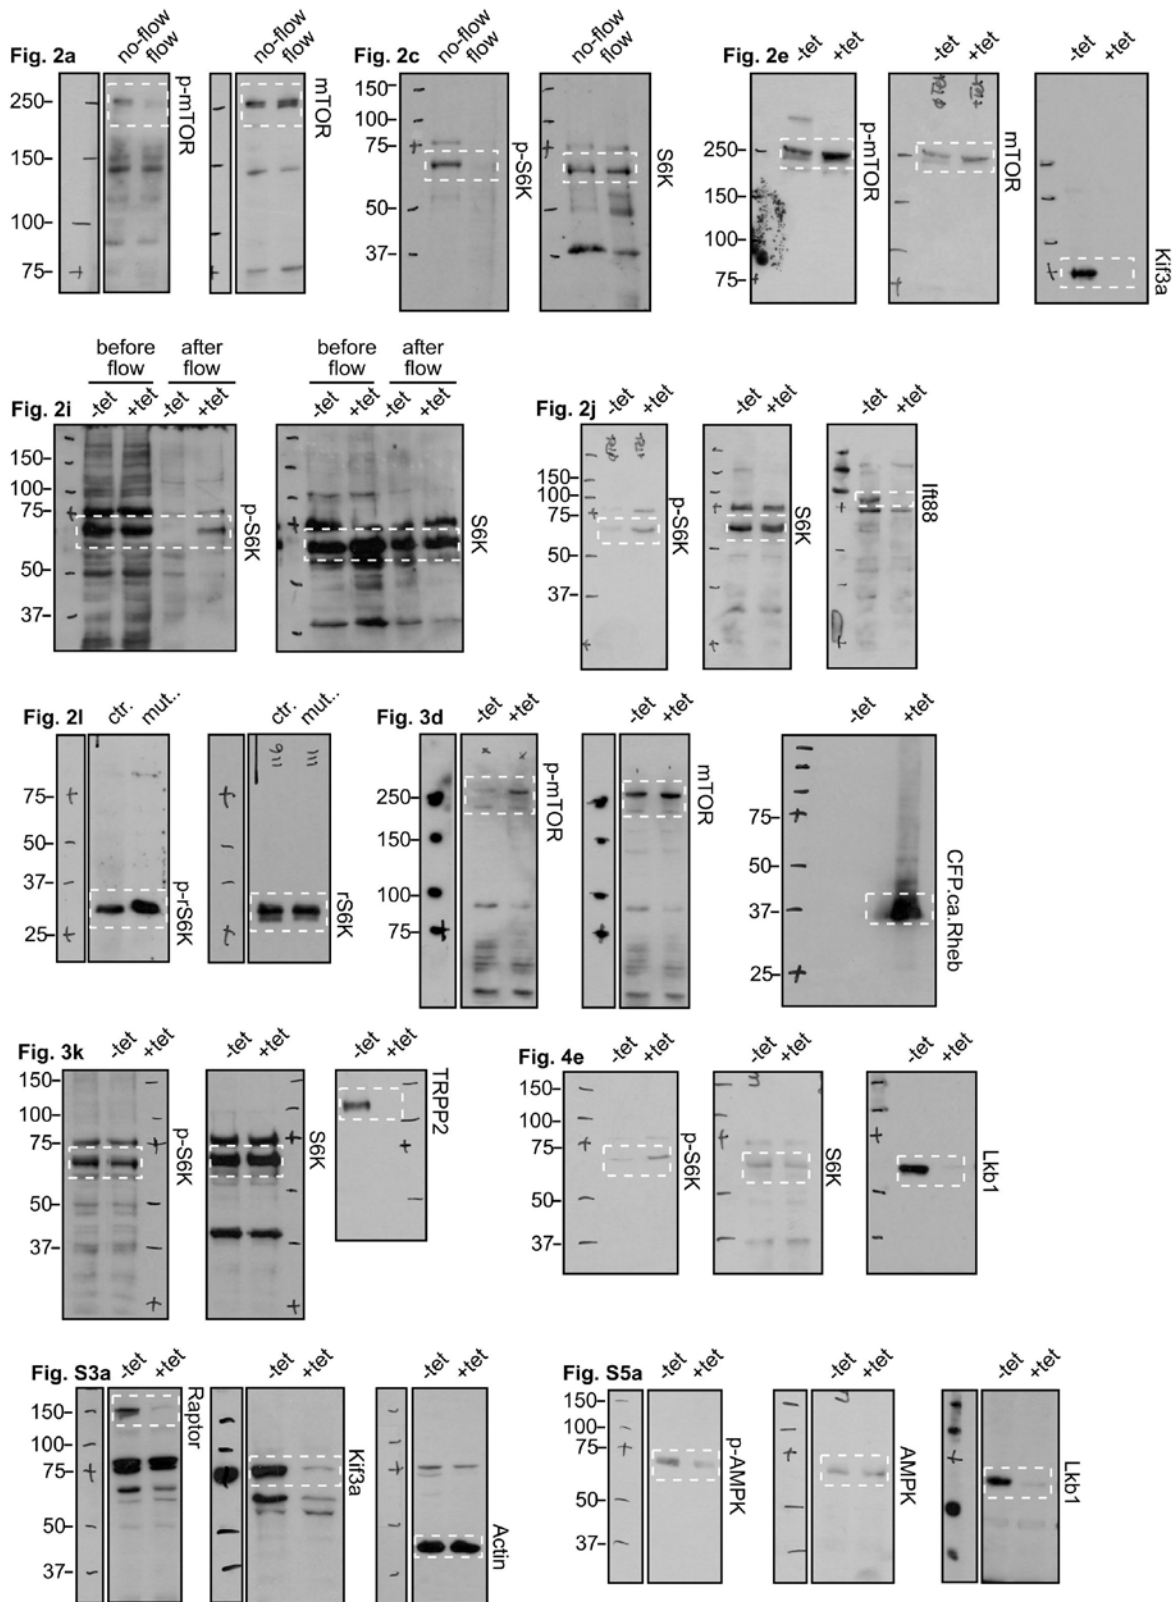 Fig. 2a
no-flow
flow
250-
150-
100-
75-
p-mTOR
no-flow
flow
mTOR
Fig. 2c
no-flow
flow
150-
100-
75-
50-
37-
p-S6K
no-flow
flow
S6K
Fig. 2e
-tet
+tet
250-
150-
100-
75-
p-mTOR
-tet
+tet
mTOR
-tet
+tet
Kif3a
Fig. 2i
before flow
after flow
-tet
+tet
-tet
+tet
150-
100-
75-
50-
37-
p-S6K
before flow
after flow
-tet
+tet
-tet
+tet
S6K
Fig. 2j
-tet
+tet
150-
100-
75-
50-
37-
p-S6K
-tet
+tet
S6K
-tet
+tet
Ift88
Fig. 2l
ctr.
mut..
75-
50-
37-
25-
p-rS6K
ctr.
mut..
rS6K
Fig. 3d
-tet
+tet
250-
150-
100-
75-
p-mTOR
-tet
+tet
mTOR
-tet
+tet
75-
50-
37-
25-
CFP.ca.Rheb
Fig. 3k
-tet
+tet
150-
100-
75-
50-
37-
p-S6K
-tet
+tet
S6K
-tet
+tet
TRPP2
Fig. 4e
-tet
+tet
150-
100-
75-
50-
37-
p-S6K
-tet
+tet
S6K
-tet
+tet
Lkb1
Fig. S3a
-tet
+tet
150-
100-
75-
50-
37-
Raptor
-tet
+tet
Kif3a
-tet
+tet
Actin
Fig. S5a
-tet
+tet
150-
100-
75-
50-
37-
p-AMPK
-tet
+tet
AMPK
-tet
+tet
Lkb1